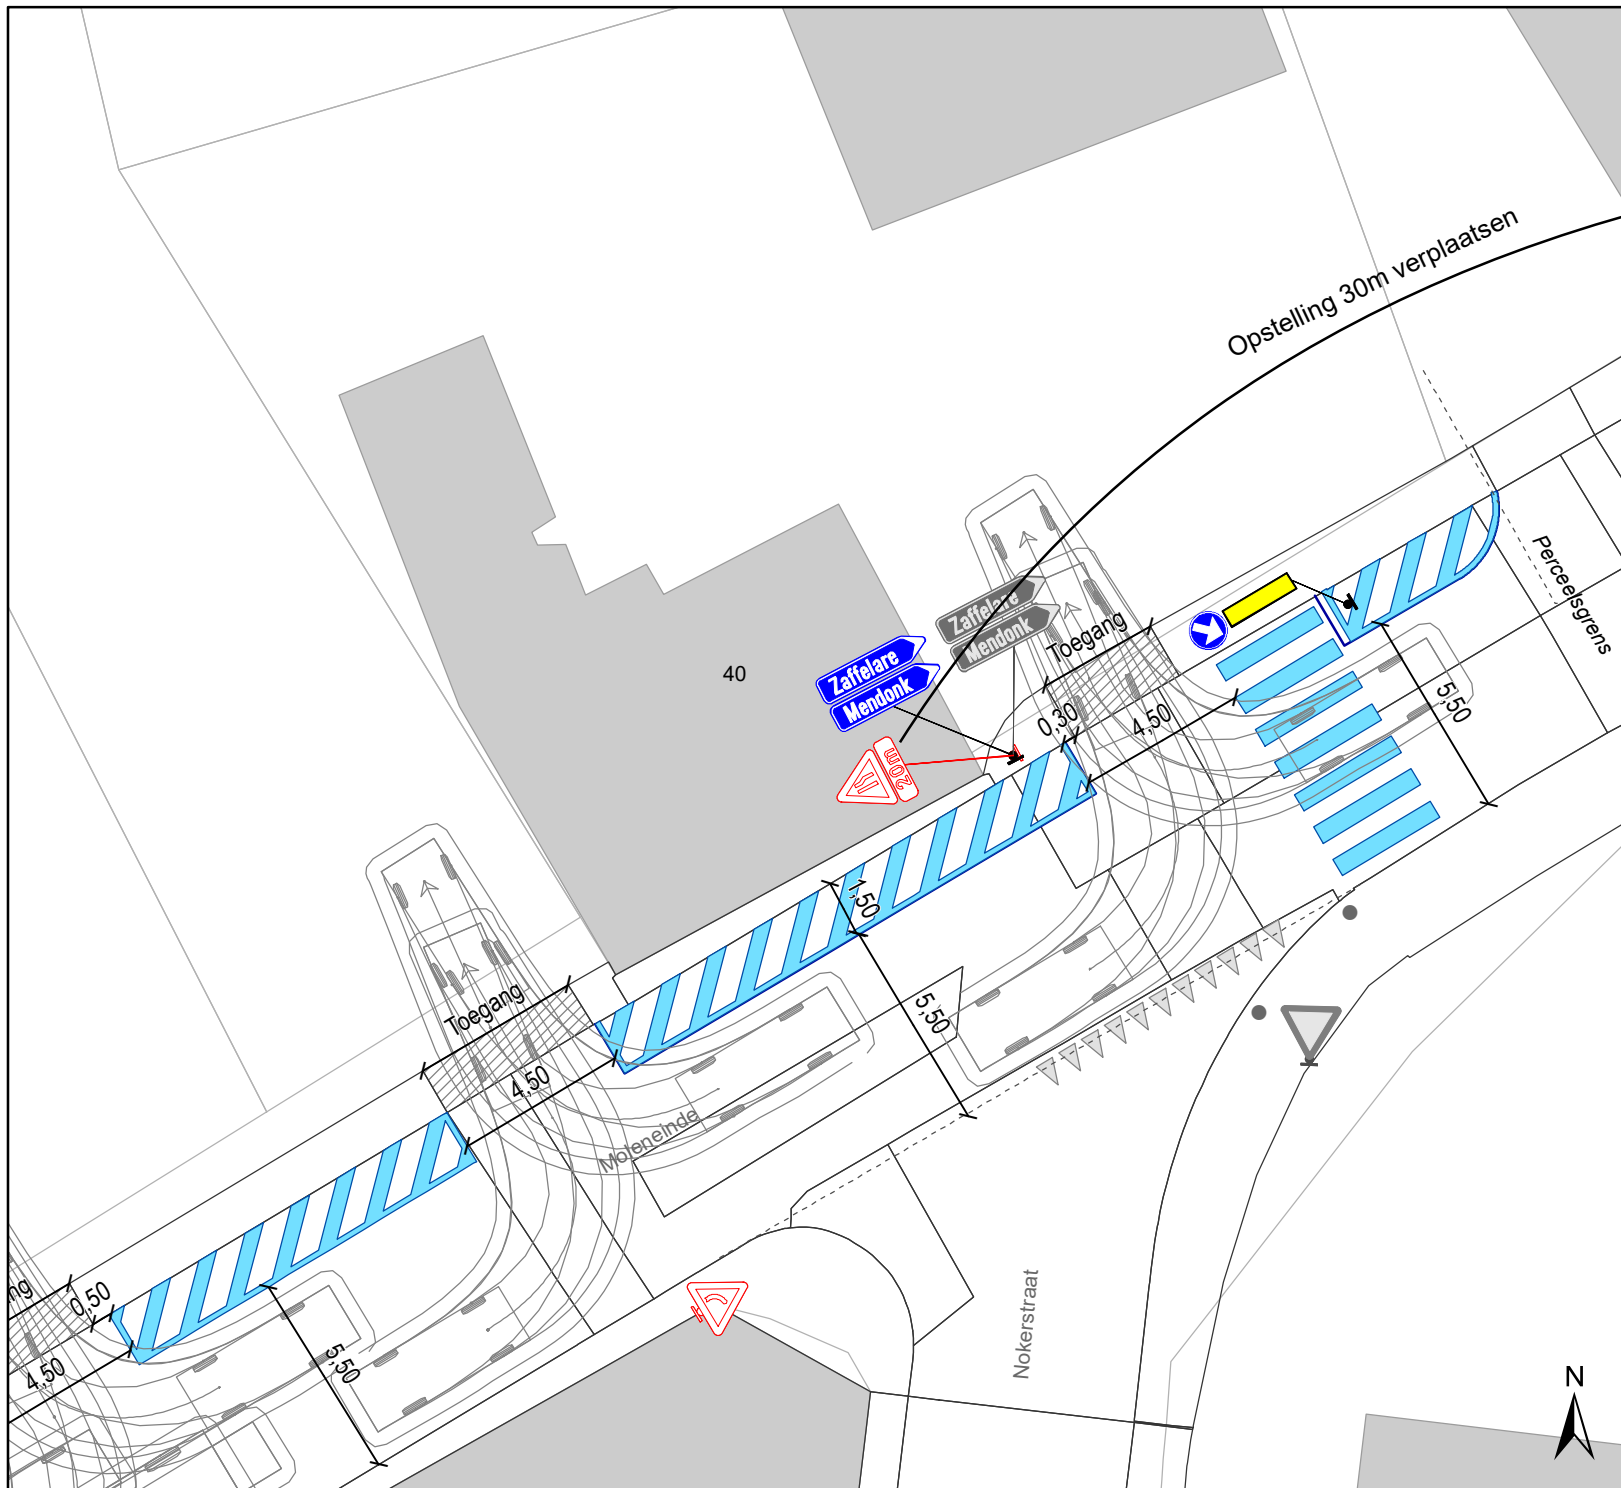 Opstelling 30m verplaatsen
Perceelsgrens
Zaffelare
Mendonk
Toegang
Zaffelare
Mendonk
40
20m
0,30
4,50
5,50
1,50
5,50
Toegang
4,50
Moleneinde
ng
0,50
4,50
5,50
Nokerstraat
N